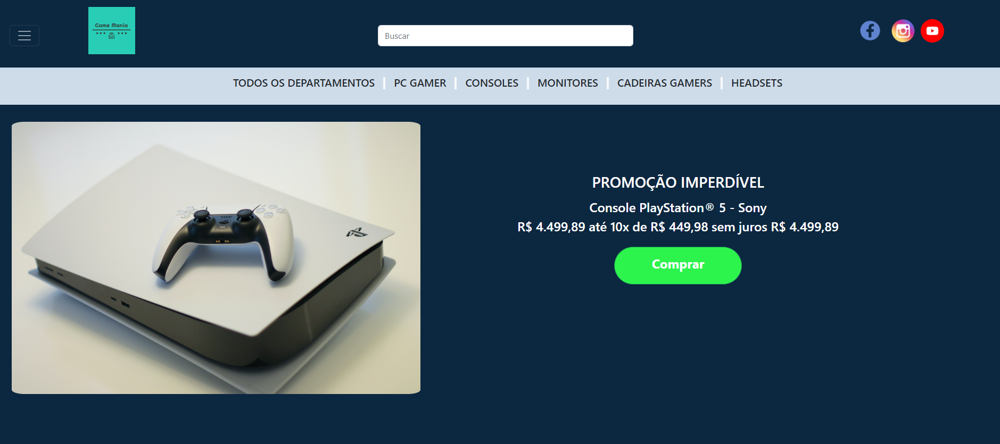 Game Mania
Buscar
TODOS OS DEPARTAMENTOS
PC GAMER
CONSOLES
MONITORES
CADEIRAS GAMERS
HEADSETS
PROMOÇÃO IMPERDÍVEL
Console PlayStation® 5 - Sony
R$ 4.499,89 até 10x de R$ 449,98 sem juros R$ 4.499,89
Comprar